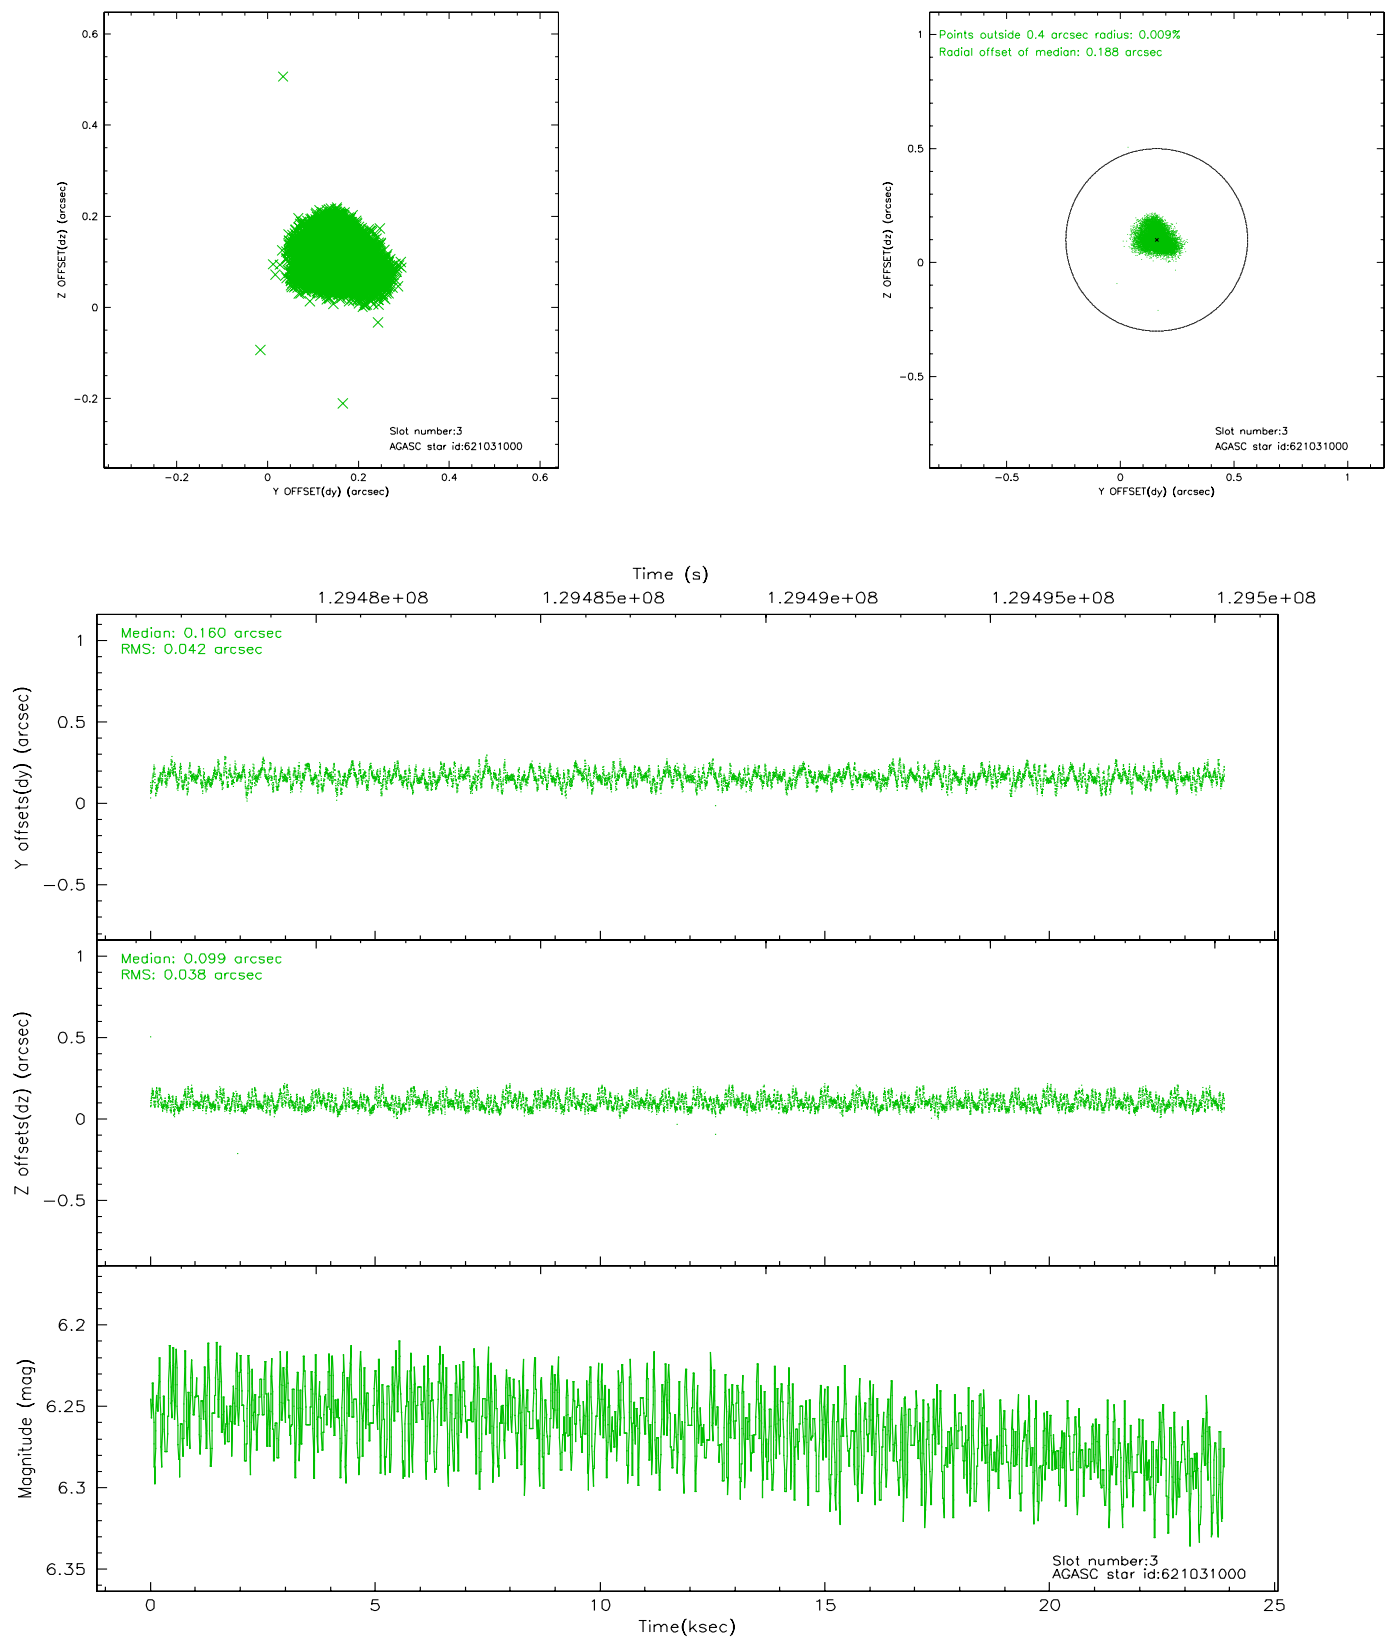 0.6
0.4
0.2
0
−0.2
Z OFFSET(dz) (arcsec)
Slot number:3
AGASC star id:621031000
−0.2 0 0.2 0.4 0.6
Y OFFSET(dy) (arcsec)
Points outside 0.4 arcsec radius: 0.009%
Radial offset of median: 0.188 arcsec
1
0.5
0
−0.5
Z OFFSET(dz) (arcsec)
Slot number:3
AGASC star id:621031000
−0.5 0 0.5 1
Y OFFSET(dy) (arcsec)
Time (s)
1.2948e+08 1.29485e+08 1.2949e+08 1.29495e+08 1.295e+08
Median: 0.160 arcsec
RMS: 0.042 arcsec
1
0.5
0
−0.5
Y offsets(dy) (arcsec)
Median: 0.099 arcsec
RMS: 0.038 arcsec
1
0.5
0
−0.5
Z offsets(dz) (arcsec)
6.2
6.25
6.3
6.35
Magnitude (mag)
Slot number:3
AGASC star id:621031000
0 5 10 15 20 25
Time(ksec)